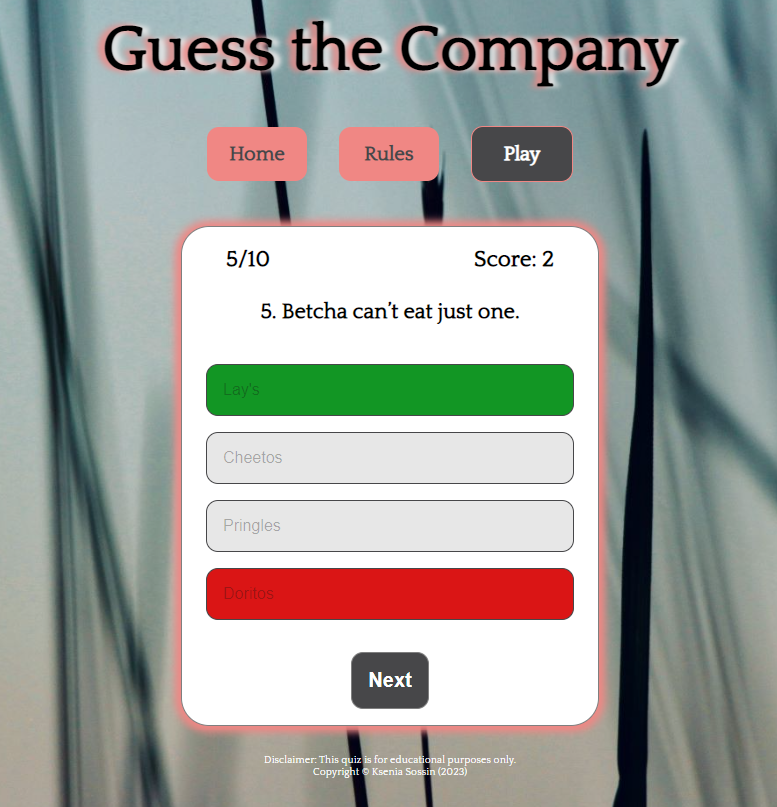 Guess the Company
Home Rules Play
5/10 Score: 2
5. Betcha can’t eat just one.
Lay's
Cheetos
Pringles
Doritos
Next
Disclaimer: This quiz is for educational purposes only.
Copyright © Ksenia Sossin (2023)